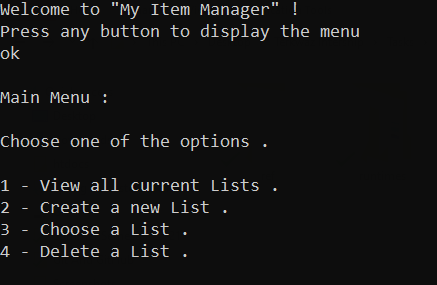 Welcome to "My Item Manager" !
Press any button to display the menu
ok
Main Menu :
Choose one of the options .
1 - View all current Lists .
2 - Create a new List .
3 - Choose a List .
4 - Delete a List .